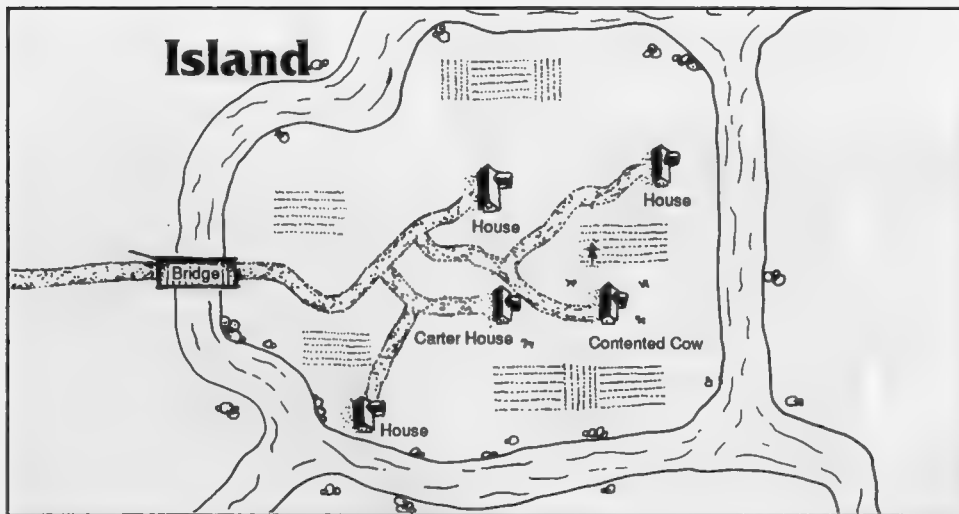 Island
House
House
Bridge
Carter House
Contented Cow
House